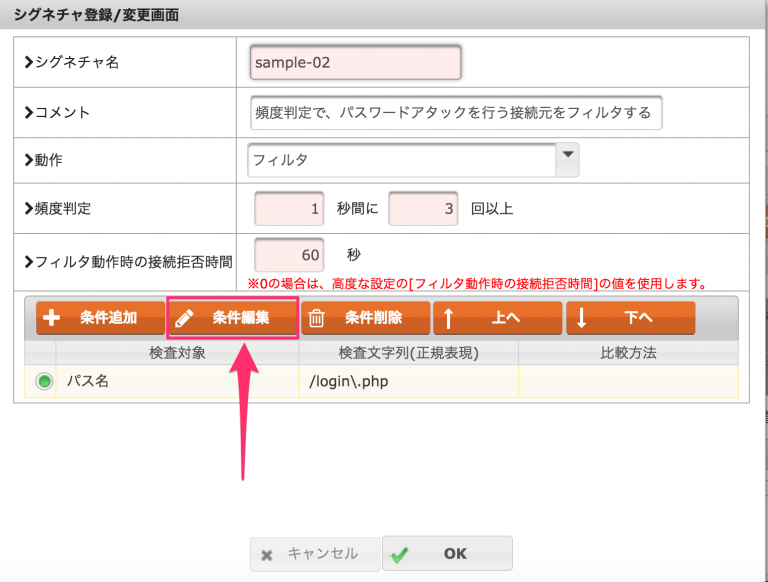 シグネチャ登録/変更画面
シグネチャ名 sample-02
コメント 頻度判定で、パスワードアタックを行う接続元をフィルタする
動作 フィルタ
頻度判定 1 秒間に 3 回以上
フィルタ動作時の接続拒否時間 60 秒
※0の場合は、高度な設定の[フィルタ動作時の接続拒否時間]の値を使用します。
条件追加 条件編集 条件削除 上へ 下へ
検査対象 検査文字列(正規表現) 比較方法
パス名 /login\.php
キャンセル OK